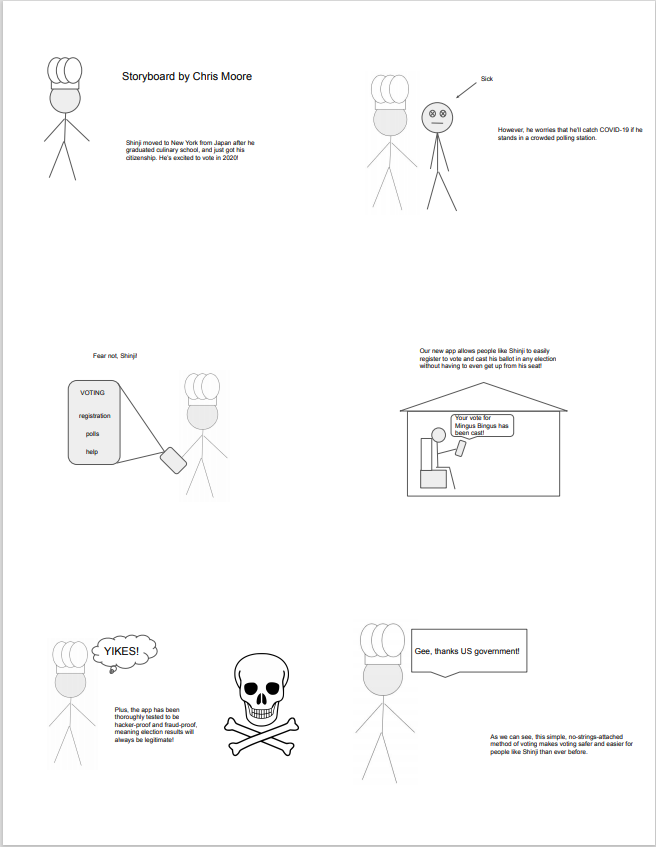 Storyboard by Chris Moore
Shinji moved to New York from Japan after he
graduated culinary school, and just got his
citizenship. He's excited to vote in 2020!
Sick
However, he worries that he'll catch COVID-19 if he
stands in a crowded polling station.
Fear not, Shinji!
VOTING
registration
polls
help
Our new app allows people like Shinji to easily
register to vote and cast his ballot in any election
without having to even get up from his seat!
Your vote for
Mingus Bingus has
been cast!
YIKES!
Plus, the app has been
thoroughly tested to be
hacker-proof and fraud-proof,
meaning election results will
always be legitimate!
Gee, thanks US government!
As we can see, this simple, no-strings-attached
method of voting makes voting safer and easier for
people like Shinji than ever before.